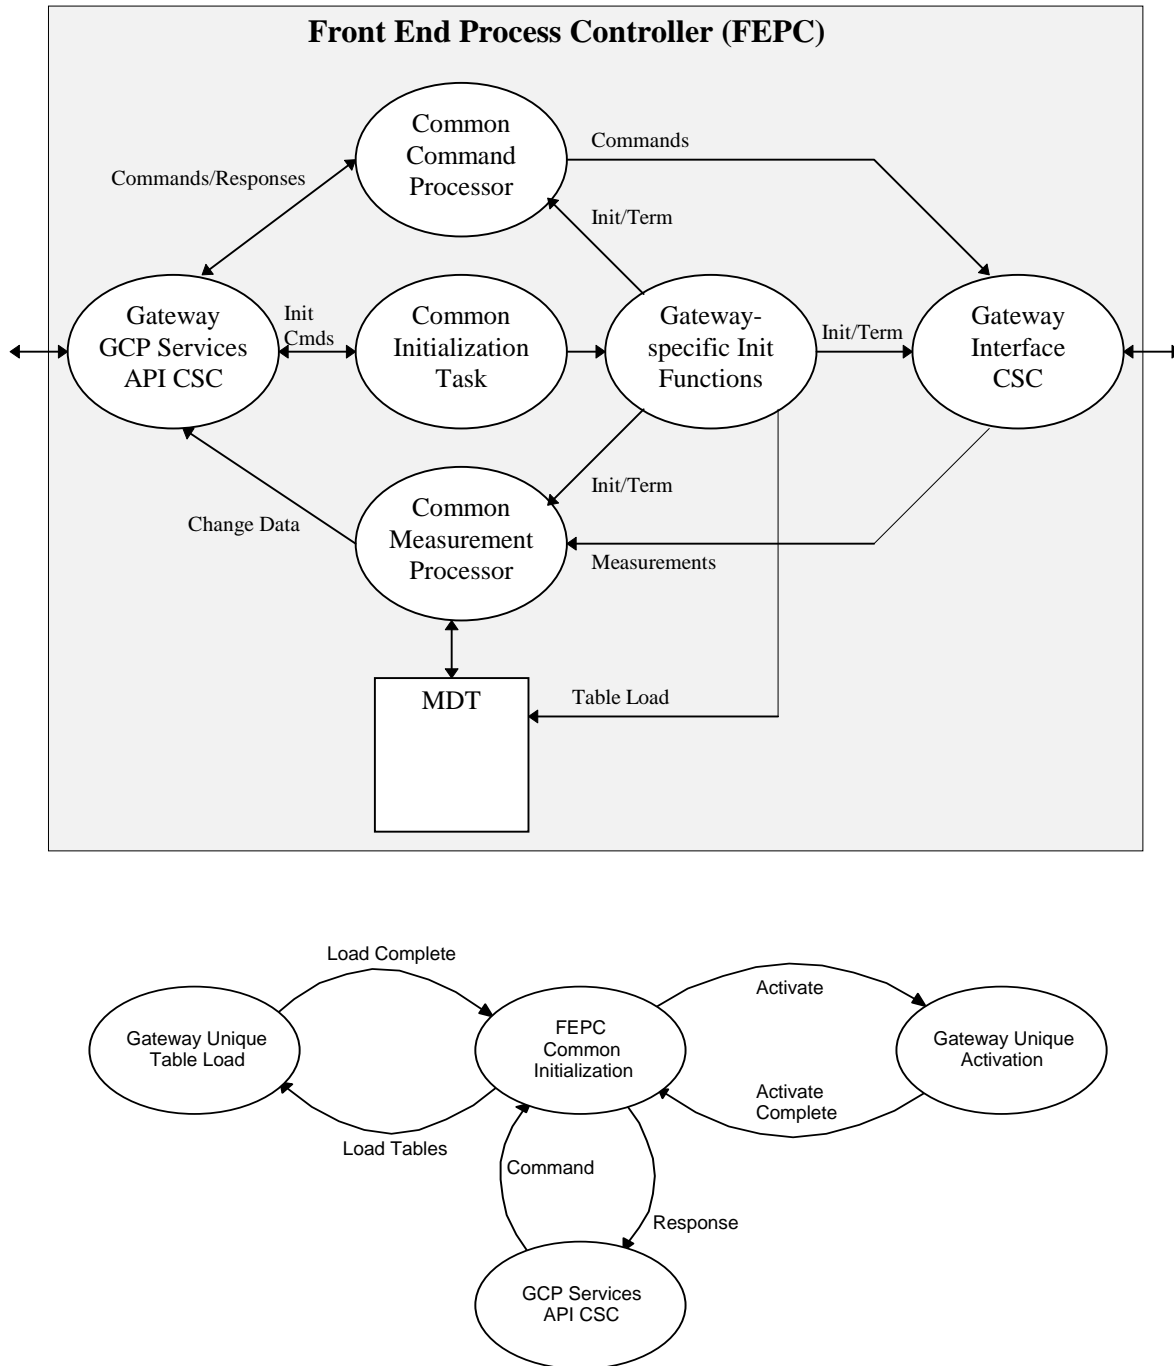 Front End Process Controller (FEPC)
Common
Command
Processor
Commands
Commands/Responses
Init/Term
Gateway
GCP Services
API CSC
Init
Cmds
Common
Initialization
Task
Gateway-
specific Init
Functions
Init/Term
Gateway
Interface
CSC
Init/Term
Change Data
Common
Measurement
Processor
Measurements
MDT
Table Load
Load Complete
Activate
Gateway Unique
Table Load
FEPC
Common
Initialization
Gateway Unique
Activation
Activate
Complete
Load Tables
Command
Response
GCP Services
API CSC